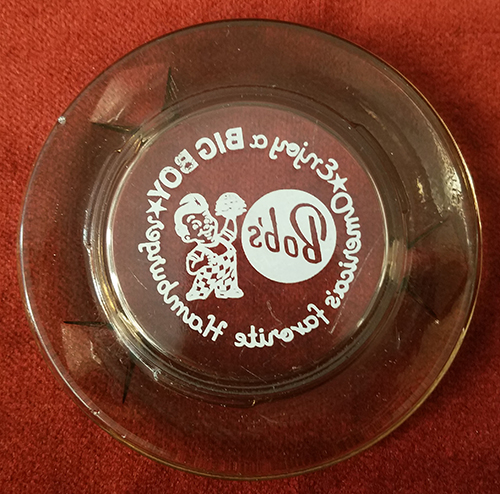 ★Enjoy a BIG BOY★
America's favorite Hamburger
Bob's